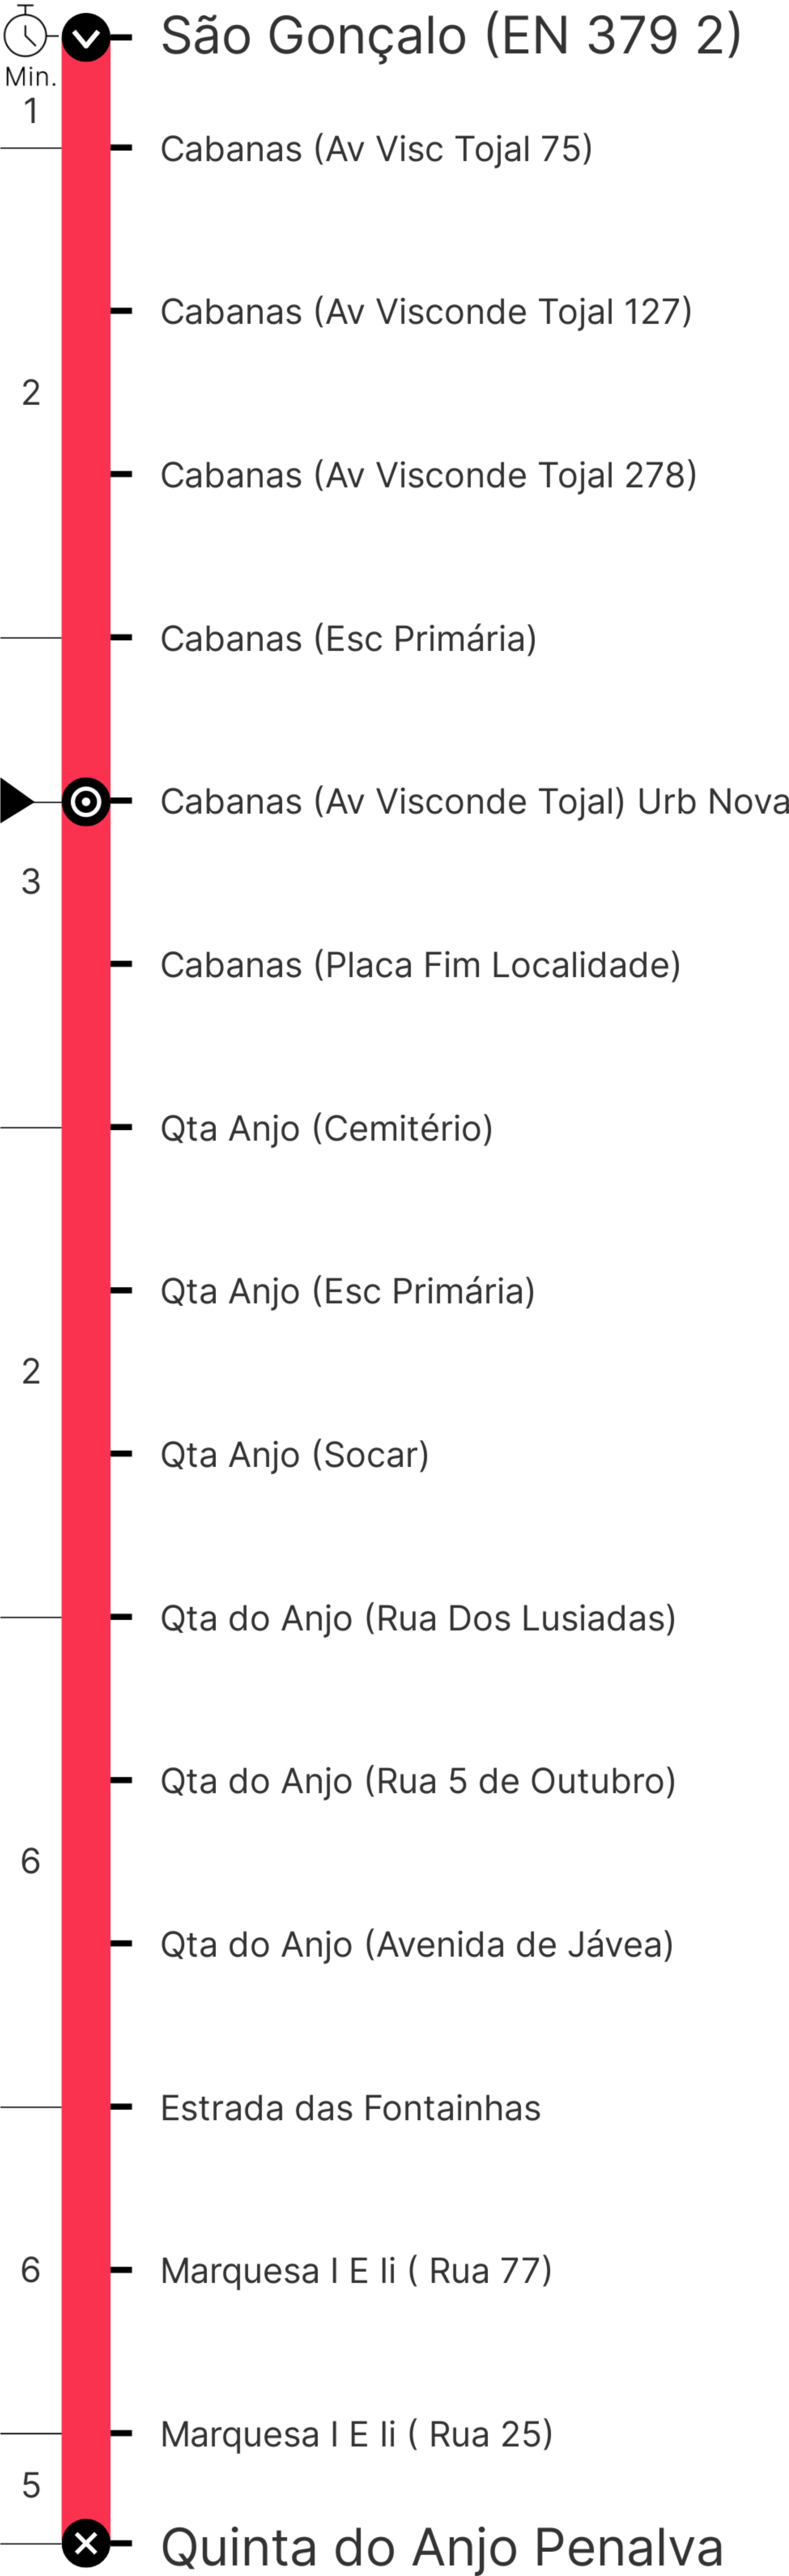 São Gonçalo (EN 379 2)
Min.
1
Cabanas (Av Visc Tojal 75)
Cabanas (Av Visconde Tojal 127)
2
Cabanas (Av Visconde Tojal 278)
Cabanas (Esc Primária)
Cabanas (Av Visconde Tojal) Urb Nova
3
Cabanas (Placa Fim Localidade)
Qta Anjo (Cemitério)
Qta Anjo (Esc Primária)
2
Qta Anjo (Socar)
Qta do Anjo (Rua Dos Lusiadas)
Qta do Anjo (Rua 5 de Outubro)
6
Qta do Anjo (Avenida de Jávea)
Estrada das Fontainhas
6
Marquesa I E Ii ( Rua 77)
Marquesa I E Ii ( Rua 25)
5
Quinta do Anjo Penalva